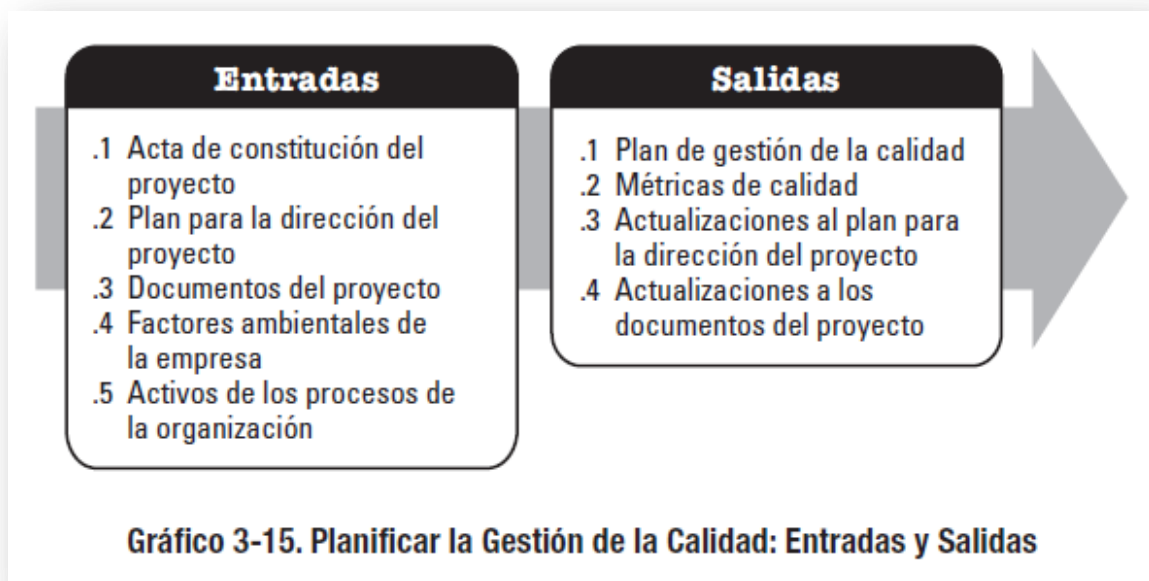 Entradas
.1 Acta de constitución del
proyecto
.2 Plan para la dirección del
proyecto
.3 Documentos del proyecto
.4 Factores ambientales de
la empresa
.5 Activos de los procesos de
la organización
Salidas
.1 Plan de gestión de la calidad
.2 Métricas de calidad
.3 Actualizaciones al plan para
la dirección del proyecto
.4 Actualizaciones a los
documentos del proyecto
Gráfico 3-15. Planificar la Gestión de la Calidad: Entradas y Salidas